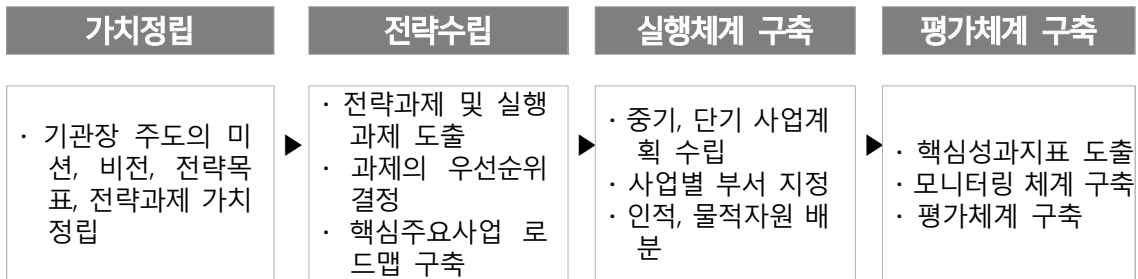 가치정립
전략수립
실행체계 구축
평가체계 구축
· 기관장 주도의 미
션, 비전, 전략목
표, 전략과제 가치
정립
▶
· 전략과제 및 실행
과제 도출
· 과제의 우선순위
결정
· 핵심주요사업 로
드맵 구축
▶
· 중기, 단기 사업계
획 수립
· 사업별 부서 지정
· 인적, 물적자원 배
분
▶
· 핵심성과지표 도출
· 모니터링 체계 구축
· 평가체계 구축